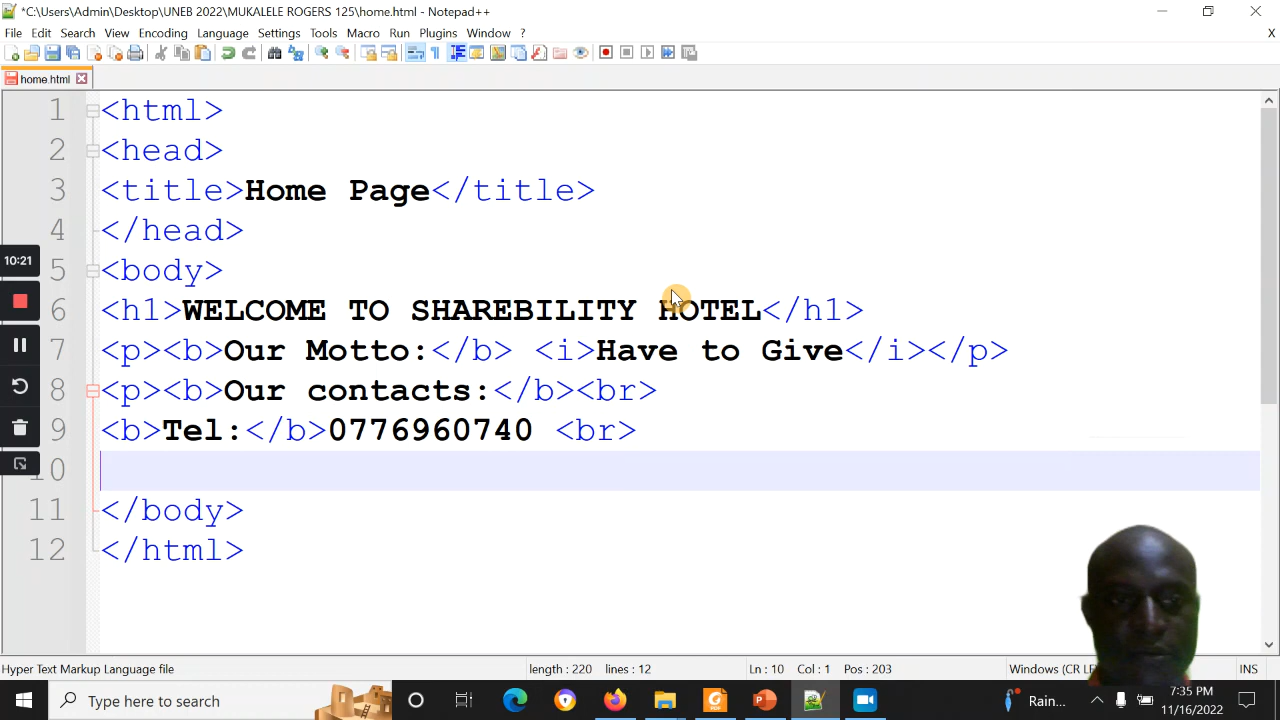 *C:\Users\Admin\Desktop\UNEB 2022\MUKALELE ROGERS 125\home.html - Notepad++
File Edit Search View Encoding Language Settings Tools Macro Run Plugins Window ? X
home.html
1 <html>
2 <head>
3 <title>Home Page</title>
4 </head>
10:21
5 <body>
6 <h1>WELCOME TO SHAREBILITY HOTEL</h1>
7 <p><b>Our Motto:</b> <i>Have to Give</i></p>
8 <p><b>Our contacts:</b><br>
9 <b>Tel:</b>0776960740 <br>
10
11 </body>
12 </html>
Hyper Text Markup Language file length : 220 lines : 12 Ln : 10 Col : 1 Pos : 203 Windows (CR INS
Type here to search Rain... 7:35 PM
11/16/2022